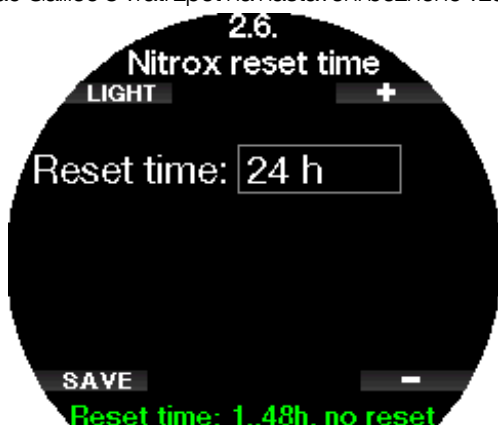 2.6.
Nitrox reset time
LIGHT +
Reset time: 24 h
SAVE -
Reset time: 1..48h, no reset